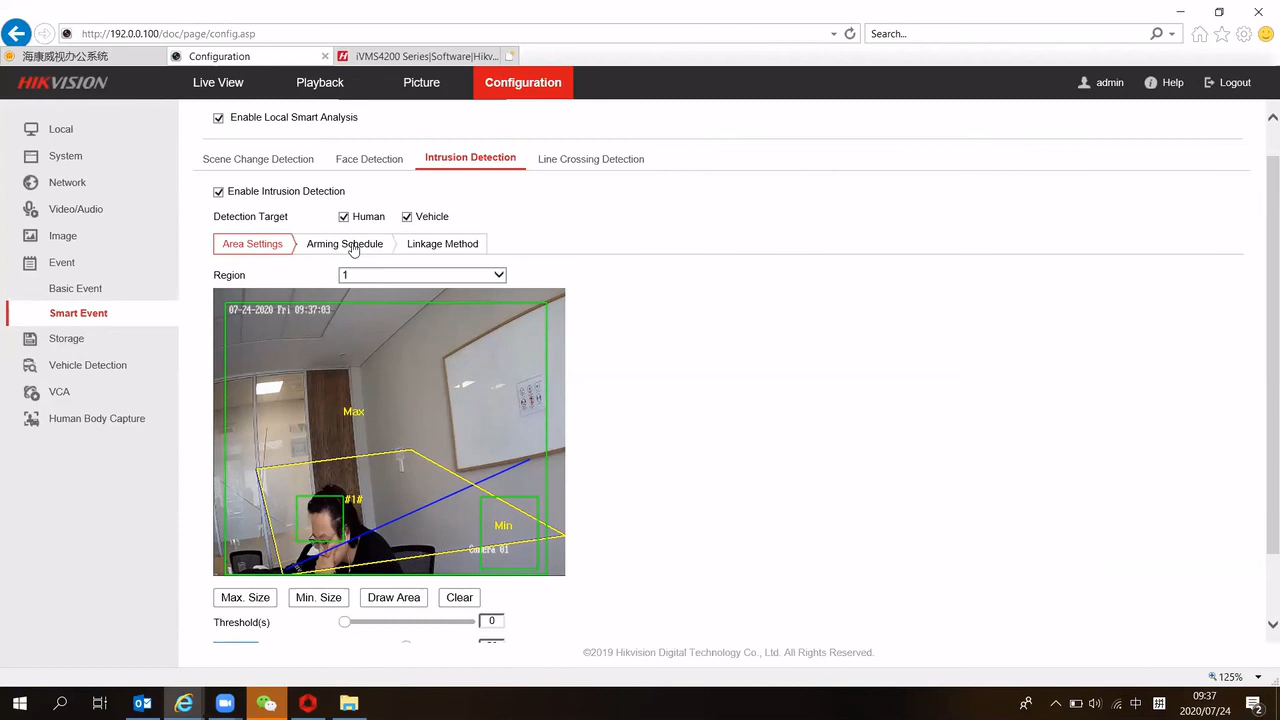 http://192.0.0.100/doc/page/config.asp
Search...
海康威视办公系统
Configuration
iVMS4200 Series|Software|Hikv...
HIKVISION
Live View
Playback
Picture
Configuration
admin
Help
Logout
Local
System
Network
Video/Audio
Image
Event
Basic Event
Smart Event
Storage
Vehicle Detection
VCA
Human Body Capture
Enable Local Smart Analysis
Scene Change Detection
Face Detection
Intrusion Detection
Line Crossing Detection
Enable Intrusion Detection
Detection Target
Human
Vehicle
Area Settings
Arming Schedule
Linkage Method
Region
1
07-24-2020 Fri 09:37:03
Max
#1#
Min
Camera 01
Max. Size
Min. Size
Draw Area
Clear
Threshold(s)
0
©2019 Hikvision Digital Technology Co., Ltd. All Rights Reserved.
125%
中
拼
09:37
2020/07/24
2